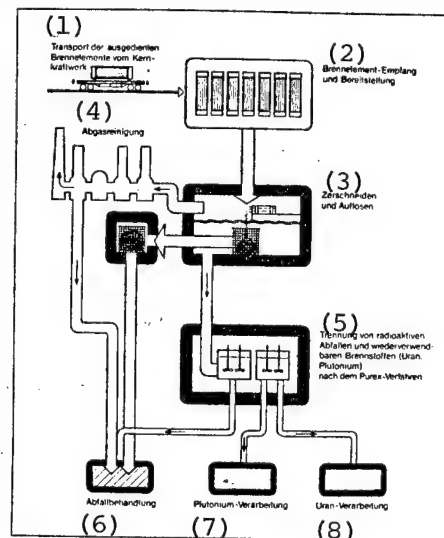 (1)
Transport der ausgedienten
Brennelemente vom Kern-
kraftwerk
(2)
Brennelement-Empfang
und Bereitstellung
(4)
Abgasreinigung
(3)
Zerschneiden
und Auflösen
(5)
Trennung von radioaktiven
Abfällen und wiederverwend-
baren Brennstoffen (Uran,
Plutonium)
nach dem Purex-Verfahren
Abfallbehandlung
(6)
Plutonium-Verarbeitung
(7)
Uran-Verarbeitung
(8)